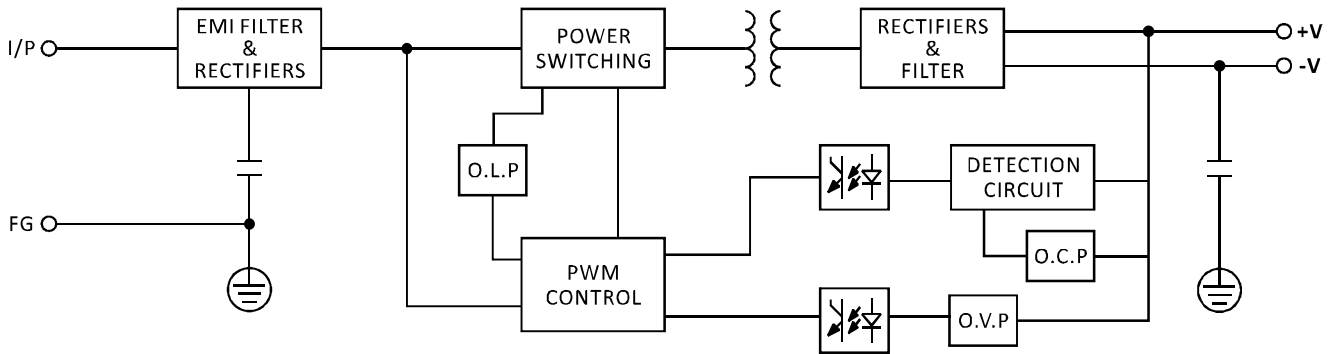 I/P
EMI FILTER
&
RECTIFIERS
POWER
SWITCHING
RECTIFIERS
&
FILTER
+V
-V
O.L.P
DETECTION
CIRCUIT
FG
O.C.P
PWM
CONTROL
O.V.P